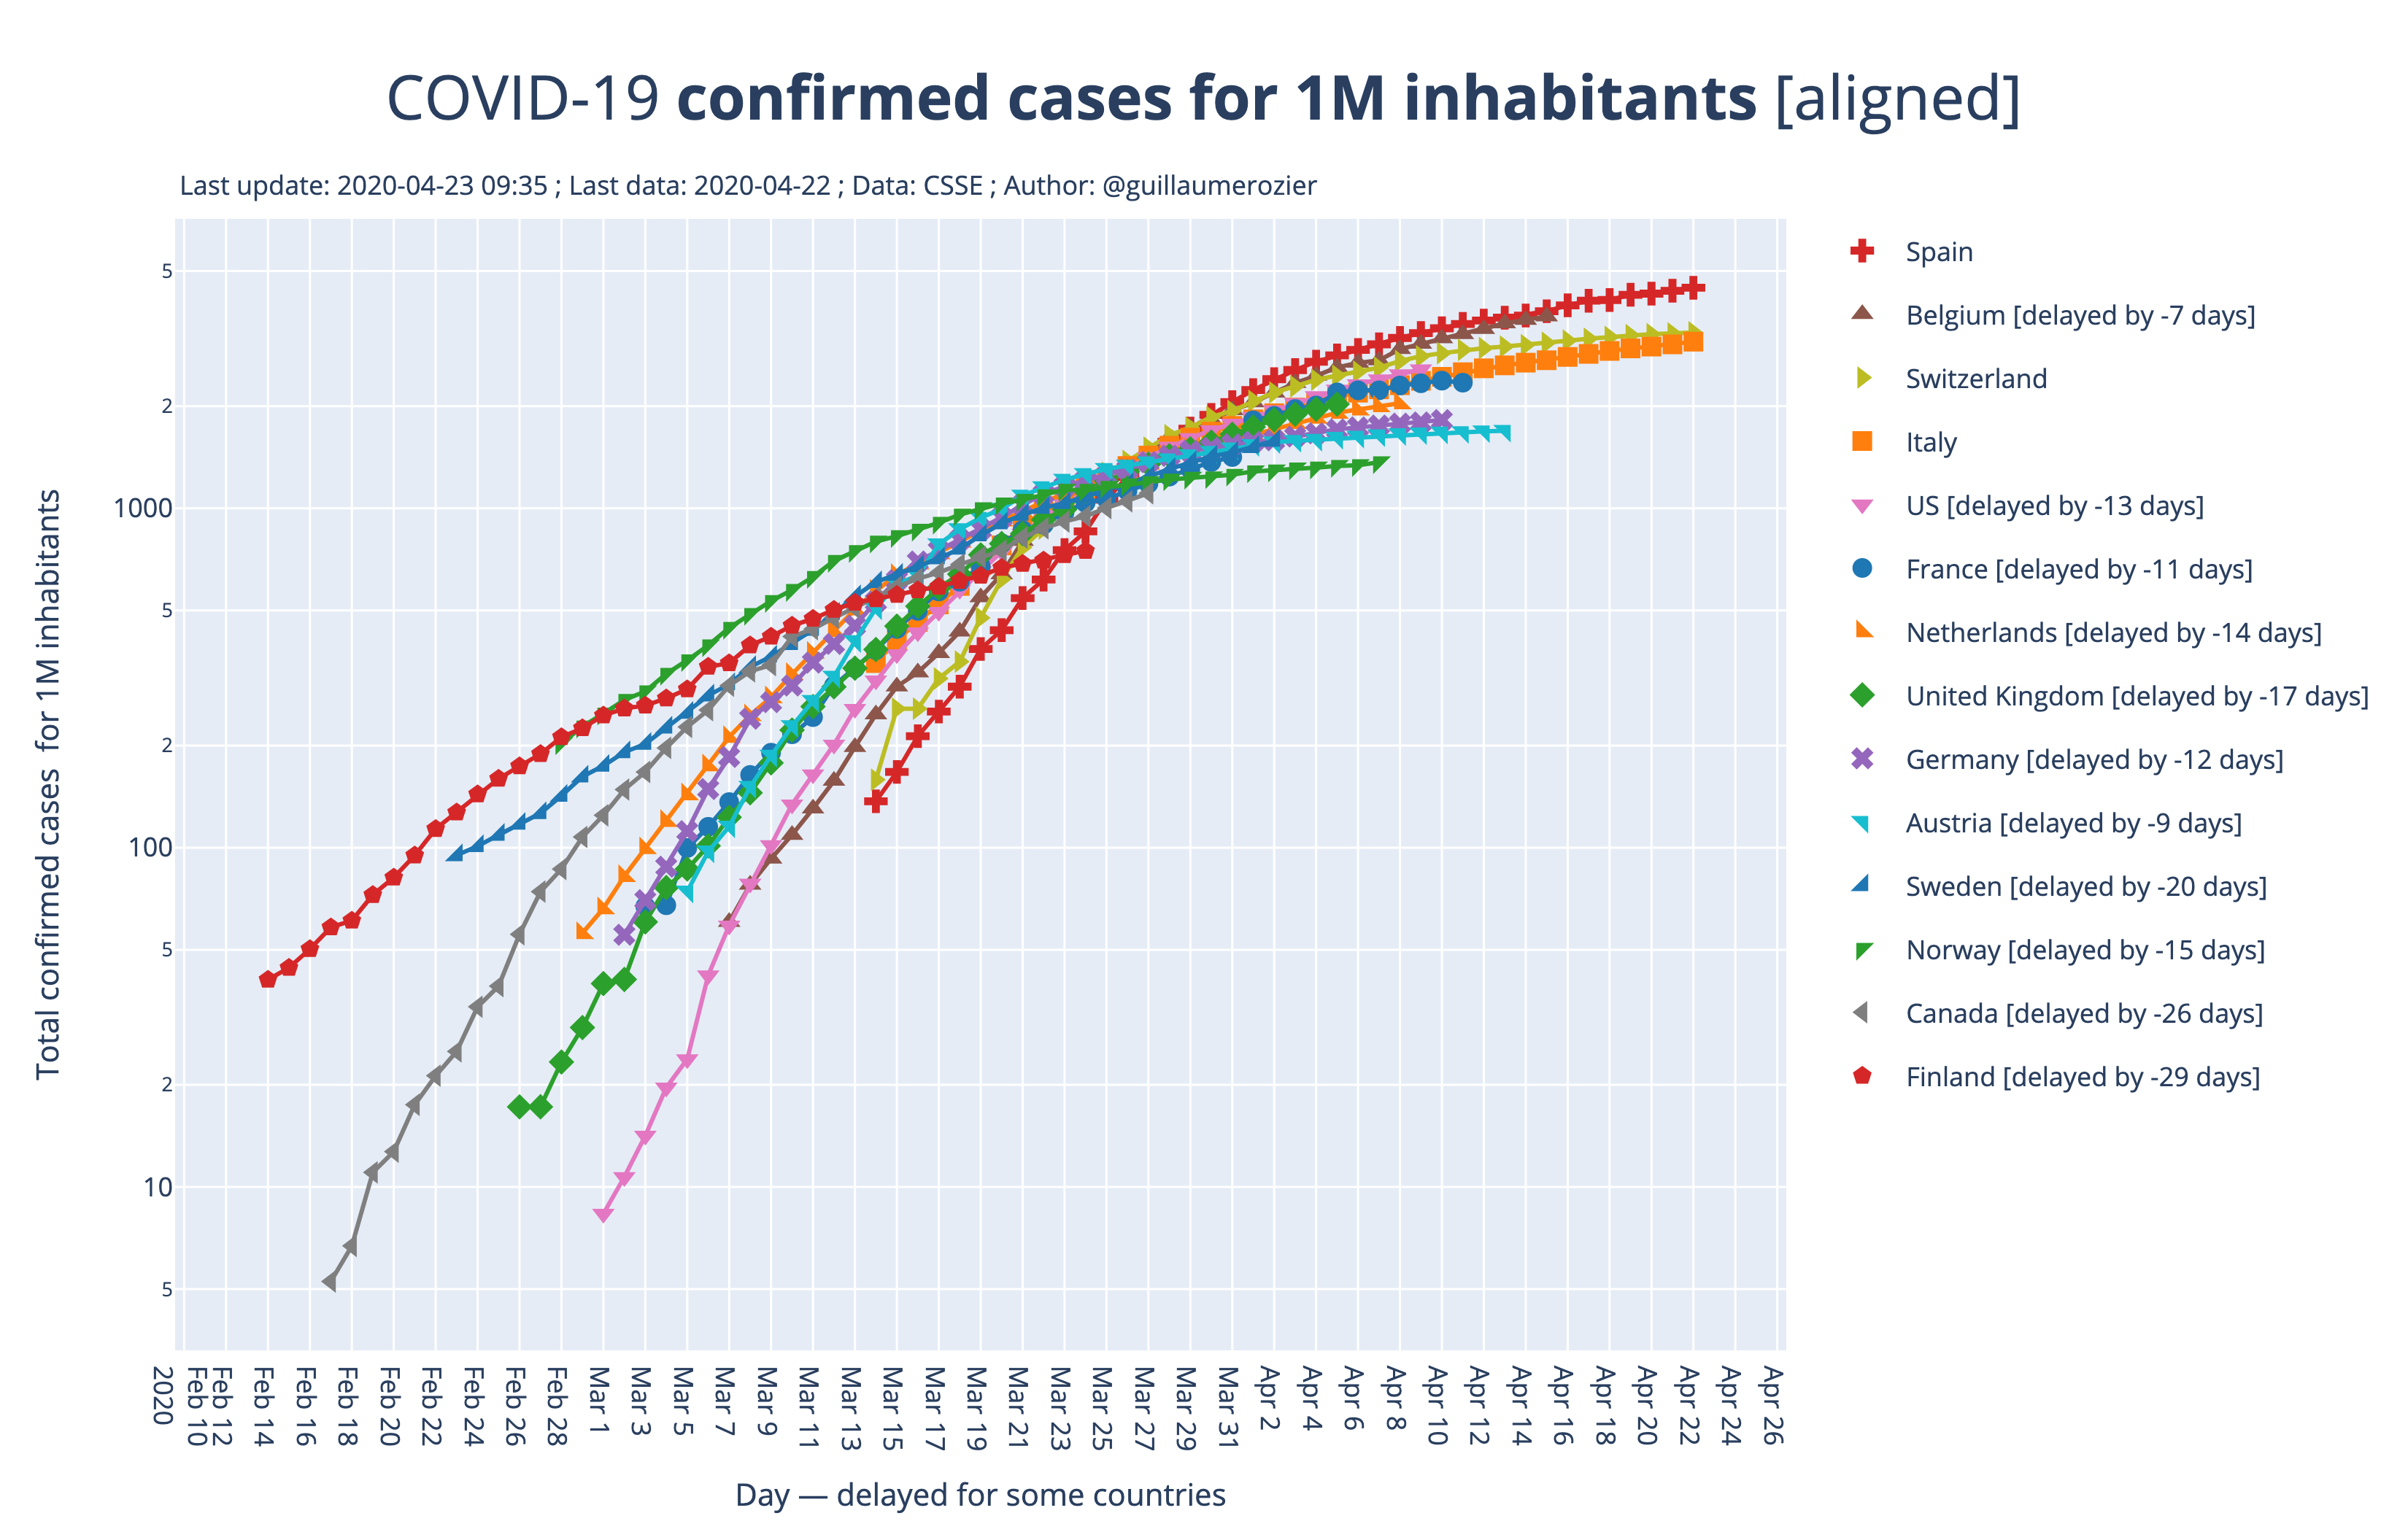 COVID-19 confirmed cases for 1M inhabitants [aligned]
Last update: 2020-04-23 09:35 ; Last data: 2020-04-22 ; Data: CSSE ; Author: @guillaumerozier
Total confirmed cases  for 1M inhabitants
5
2
1000
5
2
100
5
2
10
5
Feb 10
2020
Feb 12
Feb 14
Feb 16
Feb 18
Feb 20
Feb 22
Feb 24
Feb 26
Feb 28
Mar 1
Mar 3
Mar 5
Mar 7
Mar 9
Mar 11
Mar 13
Mar 15
Mar 17
Mar 19
Mar 21
Mar 23
Mar 25
Mar 27
Mar 29
Mar 31
Apr 2
Apr 4
Apr 6
Apr 8
Apr 10
Apr 12
Apr 14
Apr 16
Apr 18
Apr 20
Apr 22
Apr 24
Apr 26
Day — delayed for some countries
Spain
Belgium [delayed by -7 days]
Switzerland
Italy
US [delayed by -13 days]
France [delayed by -11 days]
Netherlands [delayed by -14 days]
United Kingdom [delayed by -17 days]
Germany [delayed by -12 days]
Austria [delayed by -9 days]
Sweden [delayed by -20 days]
Norway [delayed by -15 days]
Canada [delayed by -26 days]
Finland [delayed by -29 days]